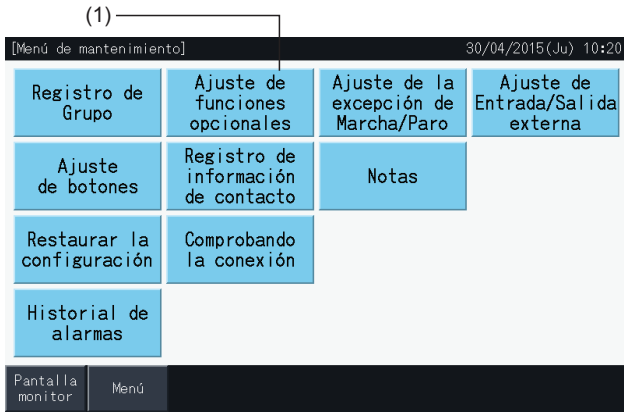 (1)
[Menú de mantenimiento] 30/04/2015(Ju) 10:20
Registro de
Grupo
Ajuste de
funciones
opcionales
Ajuste de la
excepción de
Marcha/Paro
Ajuste de
Entrada/Salida
externa
Ajuste
de botones
Registro de
información
de contacto
Notas
Restaurar la
configuración
Comprobando
la conexión
Historial de
alarmas
Pantalla
monitor
Menú